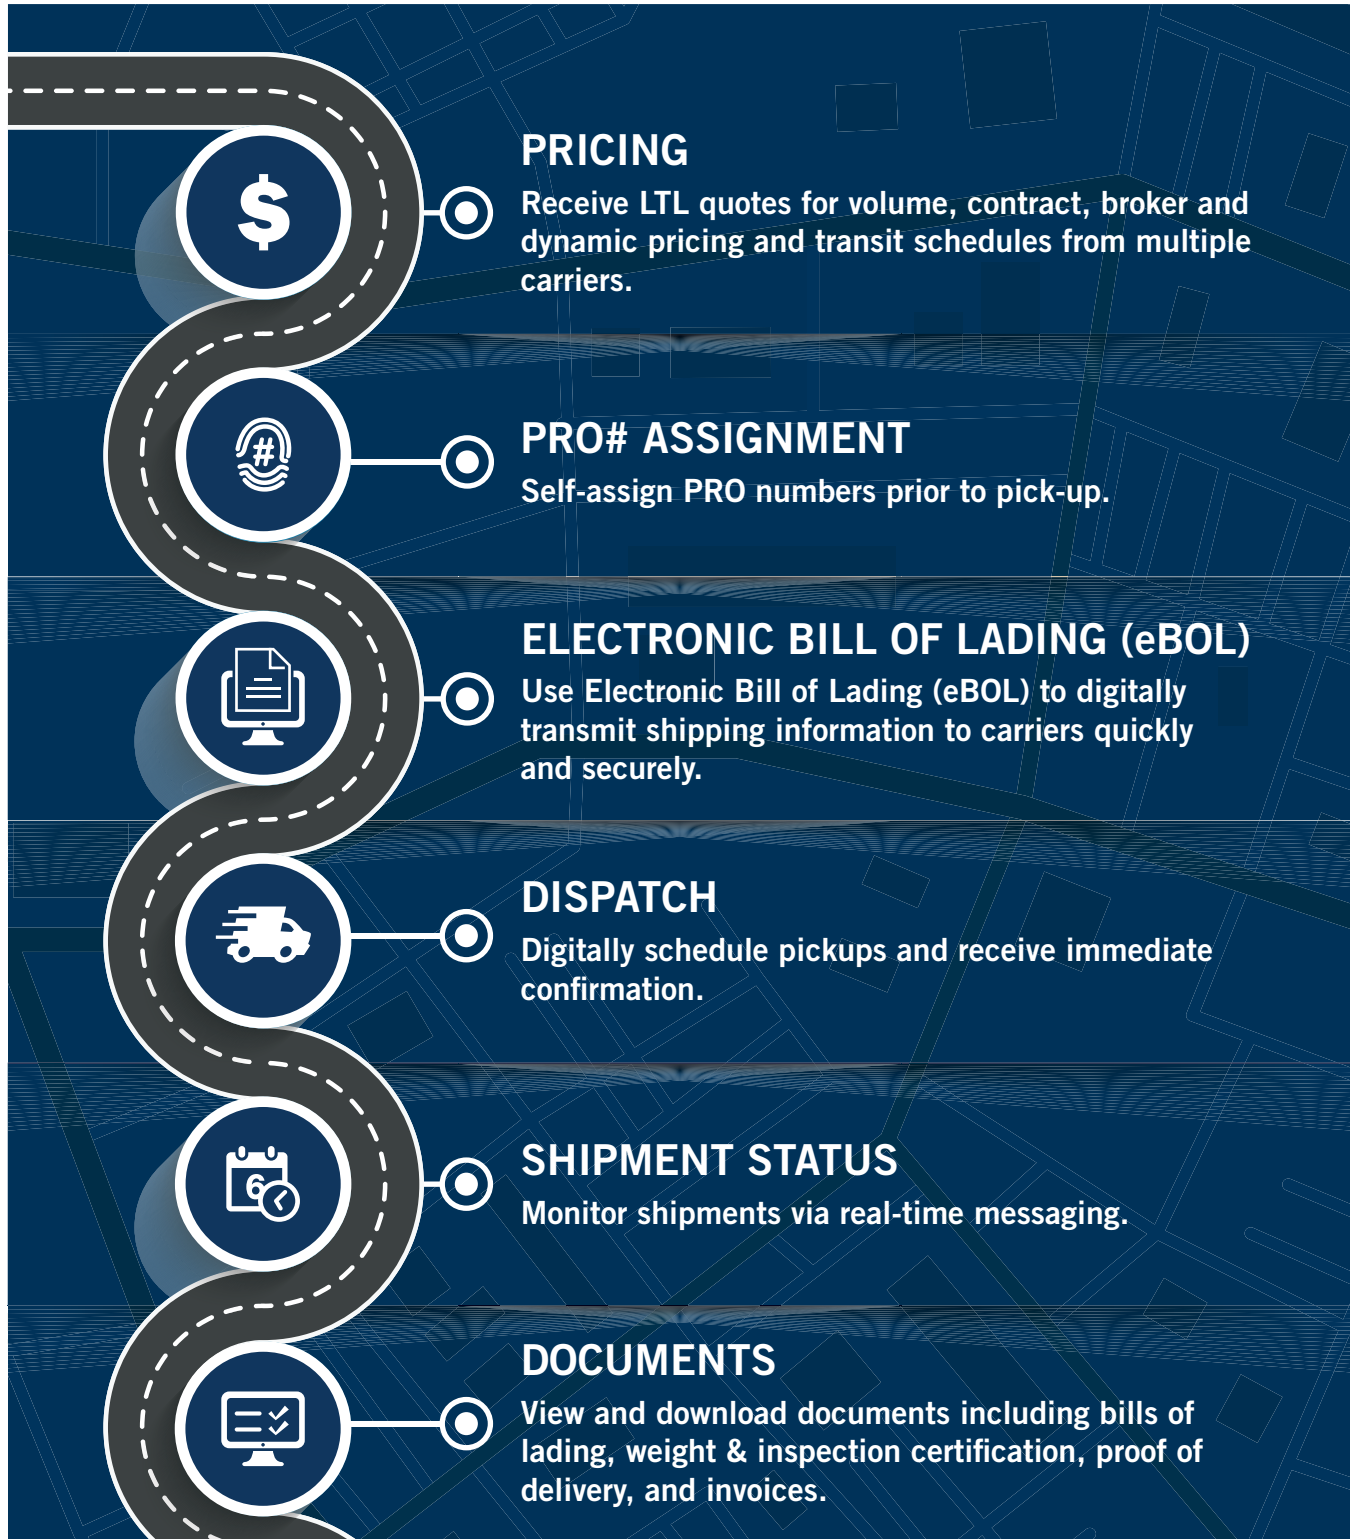 $
PRICING
Receive LTL quotes for volume, contract, broker and
dynamic pricing and transit schedules from multiple
carriers.
#
PRO# ASSIGNMENT
Self-assign PRO numbers prior to pick-up.
ELECTRONIC BILL OF LADING (eBOL)
Use Electronic Bill of Lading (eBOL) to digitally
transmit shipping information to carriers quickly
and securely.
DISPATCH
Digitally schedule pickups and receive immediate
confirmation.
6
SHIPMENT STATUS
Monitor shipments via real-time messaging.
DOCUMENTS
View and download documents including bills of
lading, weight & inspection certification, proof of
delivery, and invoices.